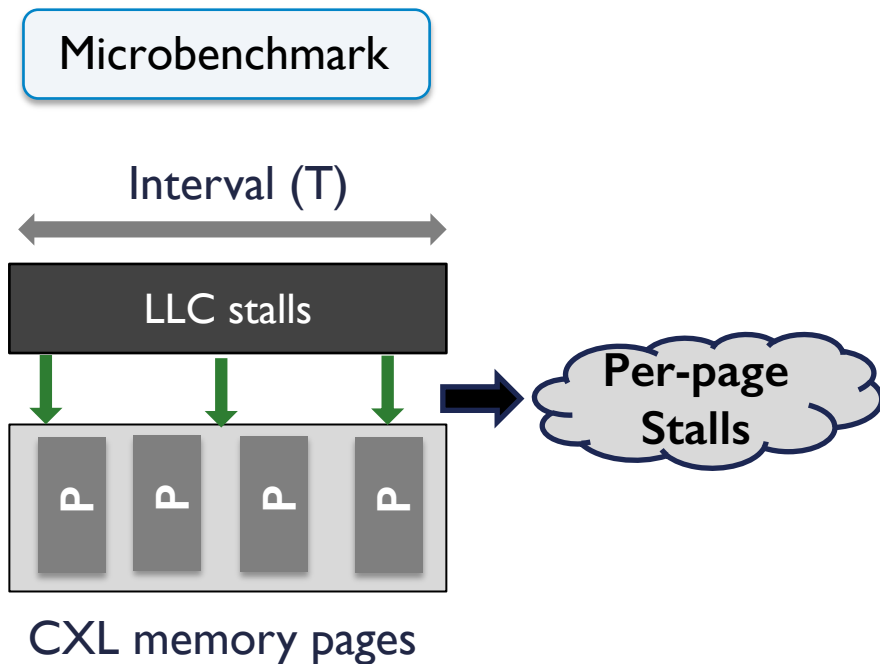 Microbenchmark
Interval (T)
LLC stalls
Per-page
Stalls
P
P
P
P
CXL memory pages